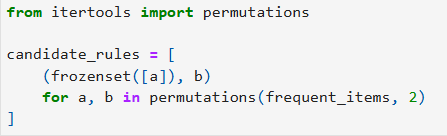 from itertools import permutations
candidate_rules = [
    (frozenset([a]), b)
    for a, b in permutations(frequent_items, 2)
]